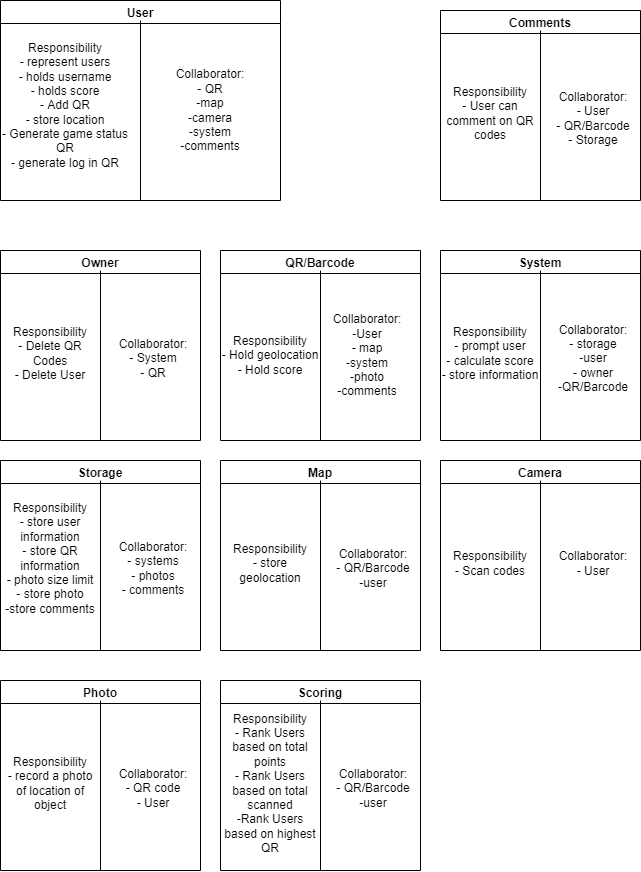 User
Responsibility
- represent users
- holds username
- holds score
- Add QR
- store location
- Generate game status
QR
- generate log in QR
Collaborator:
- QR
-map
-camera
-system
-comments
Comments
Responsibility
- User can
comment on QR
codes
Collaborator:
- User
- QR/Barcode
- Storage
Owner
Responsibility
- Delete QR
Codes
- Delete User
Collaborator:
- System
- QR
QR/Barcode
Responsibility
- Hold geolocation
- Hold score
Collaborator:
-User
- map
-system
-photo
-comments
System
Responsibility
- prompt user
- calculate score
- store information
Collaborator:
- storage
-user
- owner
-QR/Barcode
Storage
Responsibility
- store user
information
- store QR
information
- photo size limit
- store photo
-store comments
Collaborator:
- systems
- photos
- comments
Map
Responsibility
- store
geolocation
Collaborator:
- QR/Barcode
-user
Camera
Responsibility
- Scan codes
Collaborator:
- User
Photo
Responsibility
- record a photo
of location of
object
Collaborator:
- QR code
- User
Scoring
Responsibility
- Rank Users
based on total
points
- Rank Users
based on total
scanned
-Rank Users
based on highest
QR
Collaborator:
- QR/Barcode
-user